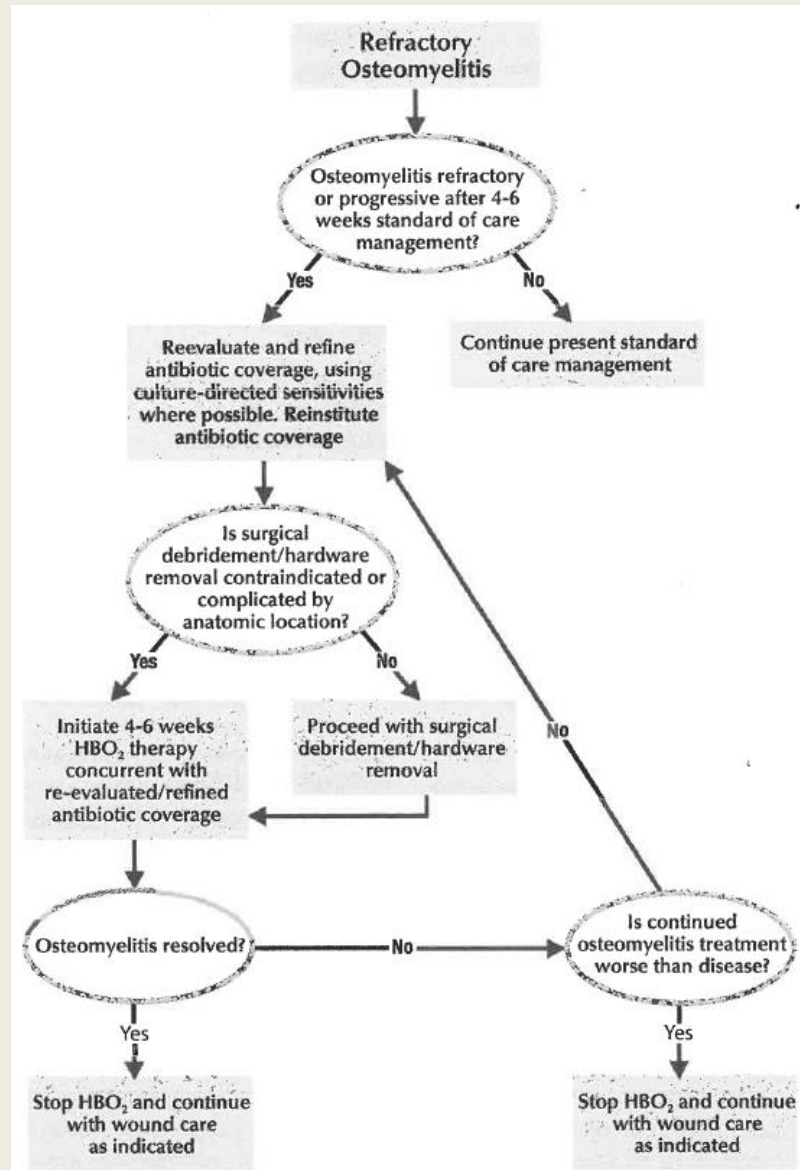 Refractory
Osteomyelitis
Osteomyelitis refractory
or progressive after 4-6
weeks standard of care
management?
Yes
No
Reevaluate and refine
antibiotic coverage, using
culture-directed sensitivities
where possible. Reinstitute
antibiotic coverage
Continue present standard
of care management
Is surgical
debridement/hardware
removal contraindicated or
complicated by
anatomic location?
Yes
No
Initiate 4-6 weeks
HBO₂ therapy
concurrent with
re-evaluated/refined
antibiotic coverage
Proceed with surgical
debridement/hardware
removal
No
Osteomyelitis resolved?
No
Is continued
osteomyelitis treatment
worse than disease?
Yes
Yes
Stop HBO₂ and continue
with wound care
as indicated
Stop HBO₂ and continue
with wound care
as indicated